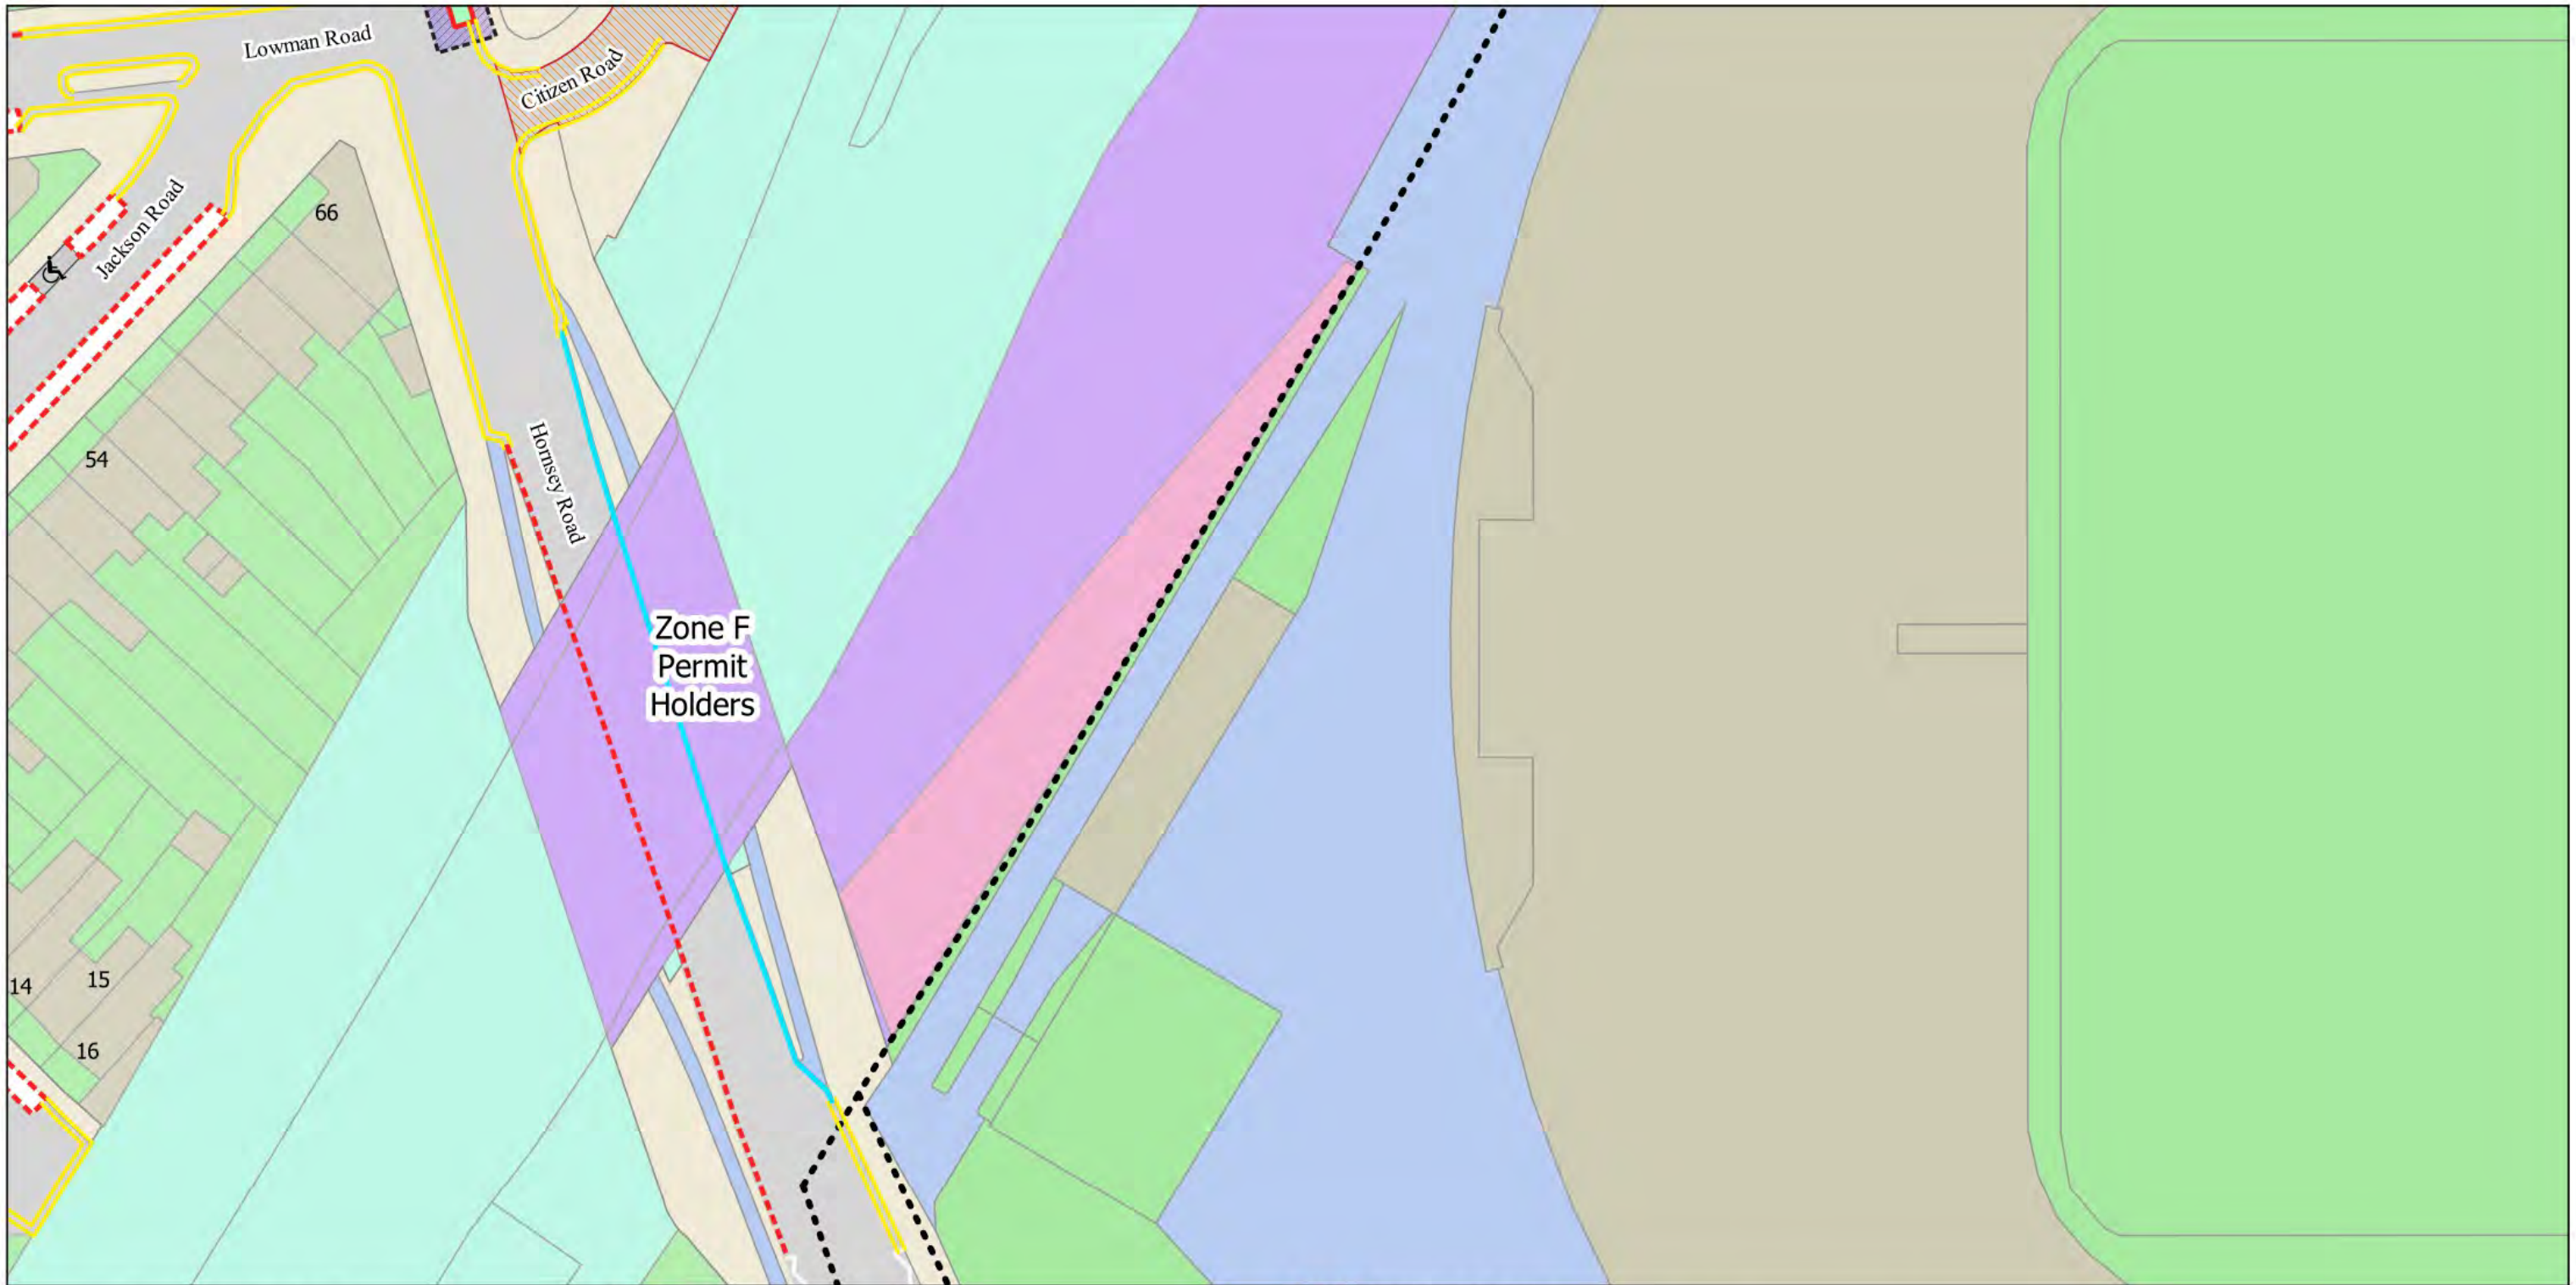 Lowman Road
Citizen Road
Jackson Road
66
54
Hornsey Road
Zone F
Permit
Holders
14
15
16